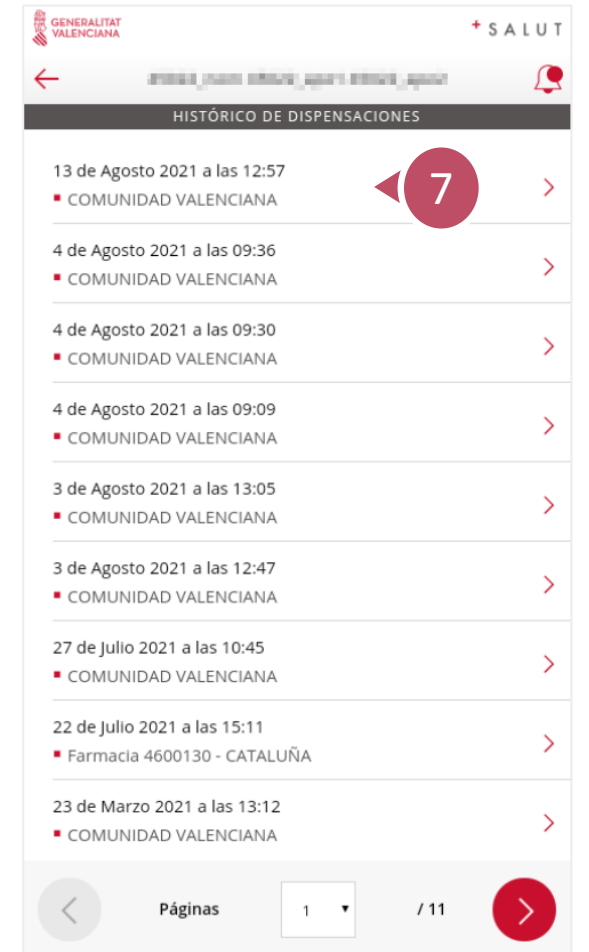 GENERALITAT
VALENCIANA
+ SALUT
HISTÓRICO DE DISPENSACIONES
13 de Agosto 2021 a las 12:57
COMUNIDAD VALENCIANA
7
4 de Agosto 2021 a las 09:36
COMUNIDAD VALENCIANA
4 de Agosto 2021 a las 09:30
COMUNIDAD VALENCIANA
4 de Agosto 2021 a las 09:09
COMUNIDAD VALENCIANA
3 de Agosto 2021 a las 13:05
COMUNIDAD VALENCIANA
3 de Agosto 2021 a las 12:47
COMUNIDAD VALENCIANA
27 de Julio 2021 a las 10:45
COMUNIDAD VALENCIANA
22 de Julio 2021 a las 15:11
Farmacia 4600130 - CATALUÑA
23 de Marzo 2021 a las 13:12
COMUNIDAD VALENCIANA
Páginas 1 / 11